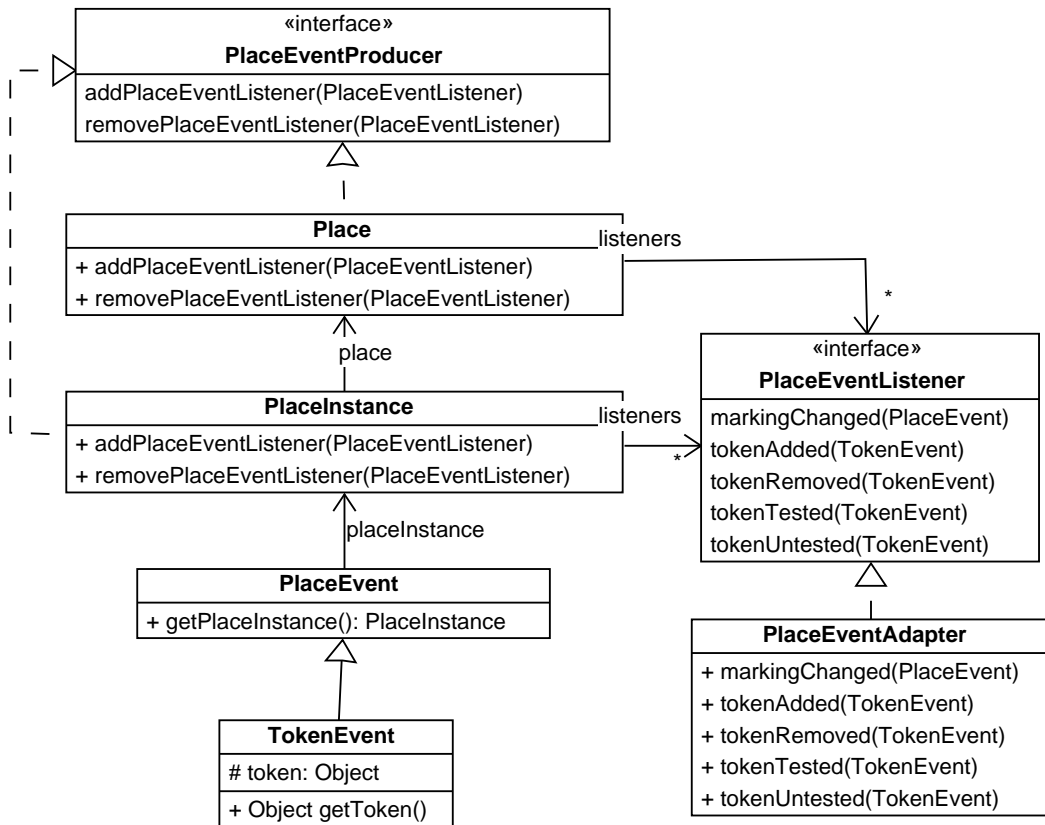 «interface»
PlaceEventProducer
addPlaceEventListener(PlaceEventListener)
removePlaceEventListener(PlaceEventListener)
Place
+ addPlaceEventListener(PlaceEventListener)
+ removePlaceEventListener(PlaceEventListener)
listeners
*
place
PlaceInstance
+ addPlaceEventListener(PlaceEventListener)
+ removePlaceEventListener(PlaceEventListener)
listeners
*
«interface»
PlaceEventListener
markingChanged(PlaceEvent)
tokenAdded(TokenEvent)
tokenRemoved(TokenEvent)
tokenTested(TokenEvent)
tokenUntested(TokenEvent)
placeInstance
PlaceEvent
+ getPlaceInstance(): PlaceInstance
PlaceEventAdapter
+ markingChanged(PlaceEvent)
+ tokenAdded(TokenEvent)
+ tokenRemoved(TokenEvent)
+ tokenTested(TokenEvent)
+ tokenUntested(TokenEvent)
TokenEvent
# token: Object
+ Object getToken()